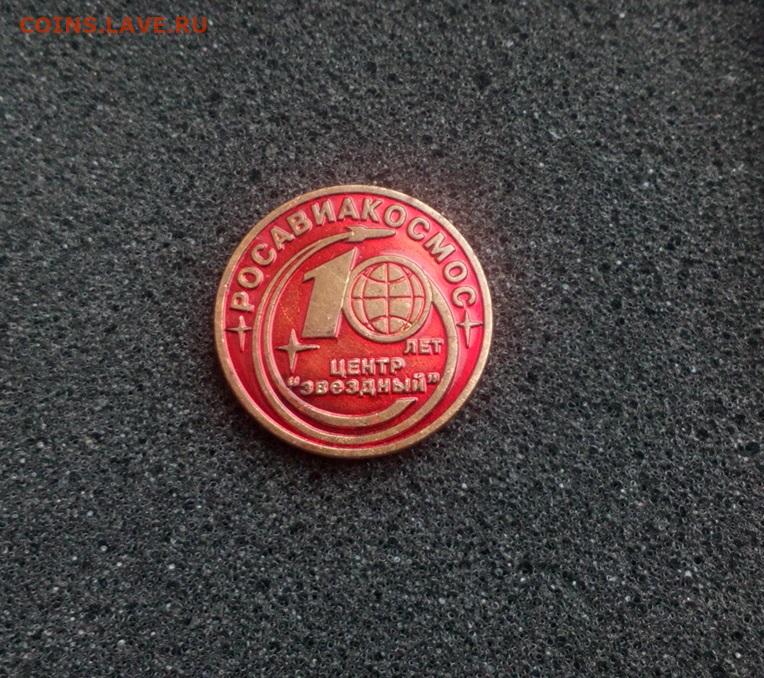 COINS.LAVE.RU
РОСАВИАКОСМОС
10
ЛЕТ
ЦЕНТР
"ЗВЕЗДНЫЙ"